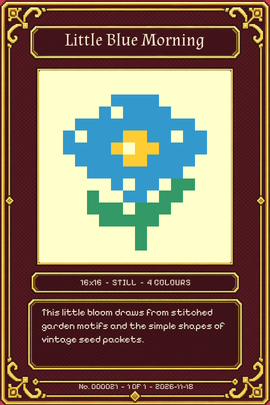 Little Blue Morning
16x16 - STILL - 4 COLOURS
This little bloom draws from stitched
garden motifs and the simple shapes of
vintage seed packets.
No. 000021 - 1 OF 1 - 2026-11-18